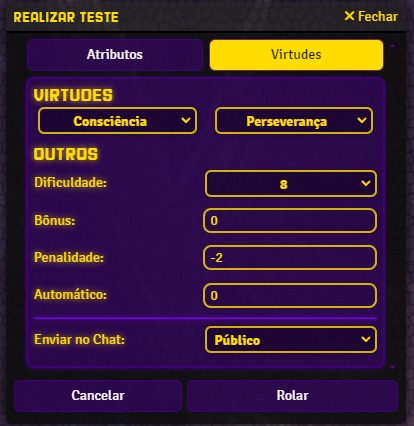 REALIZAR TESTE ✕ Fechar
Atributos Virtudes
VIRTUDES
Consciência Perseverança
OUTROS
Dificuldade: 8
Bônus: 0
Penalidade: -2
Automático: 0
Enviar no Chat: Público
Cancelar Rolar